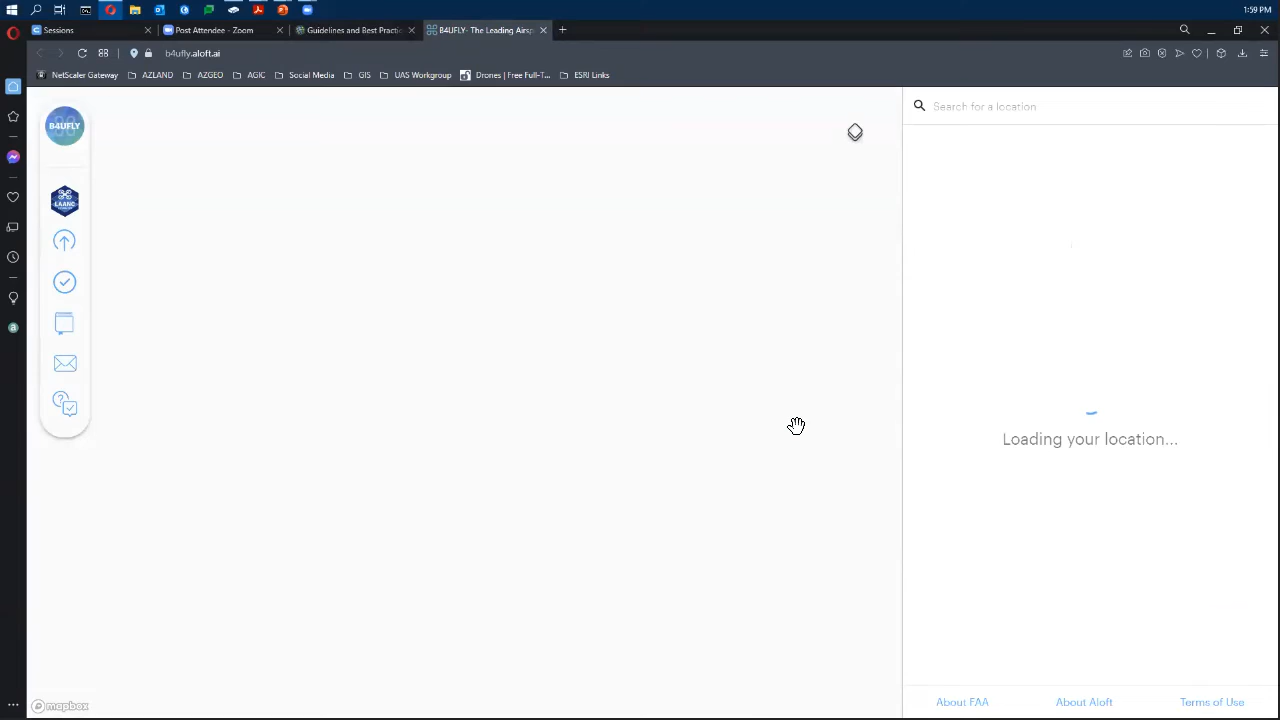 1:59 PM
Sessions
Post Attendee - Zoom
Guidelines and Best Practic
B4UFLY- The Leading Airsp
b4ufly.aloft.ai
NetScaler Gateway
AZLAND
AZGEO
AGIC
Social Media
GIS
UAS Workgroup
Drones | Free Full-T...
ESRI Links
B4UFLY
Search for a location
LAANC
Loading your location...
mapbox
About FAA
About Aloft
Terms of Use